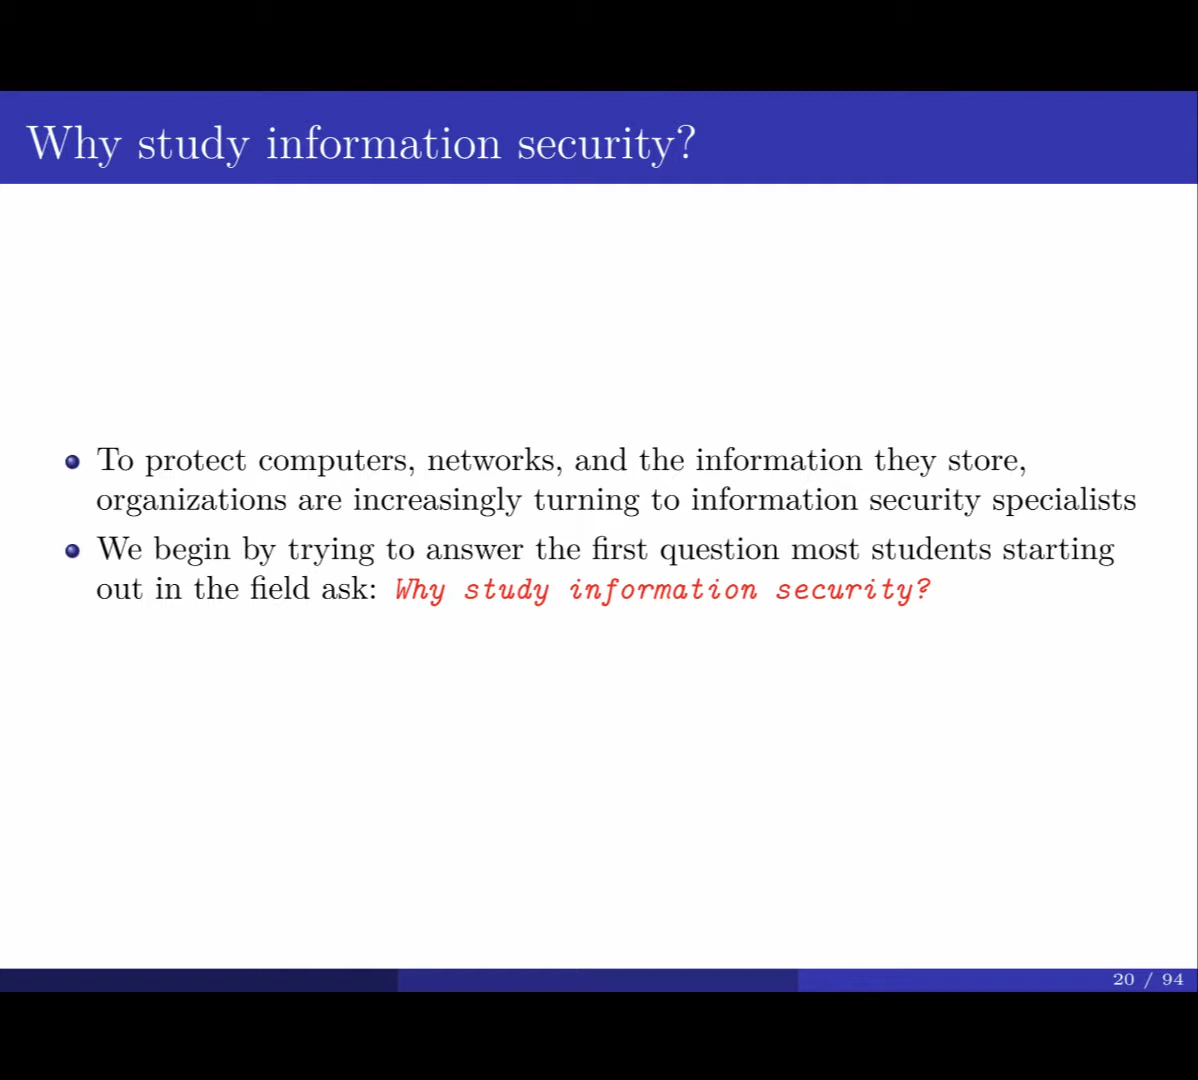 Why study information security?
To protect computers, networks, and the information they store,
organizations are increasingly turning to information security specialists
We begin by trying to answer the first question most students starting
out in the field ask: Why study information security?
20 / 94